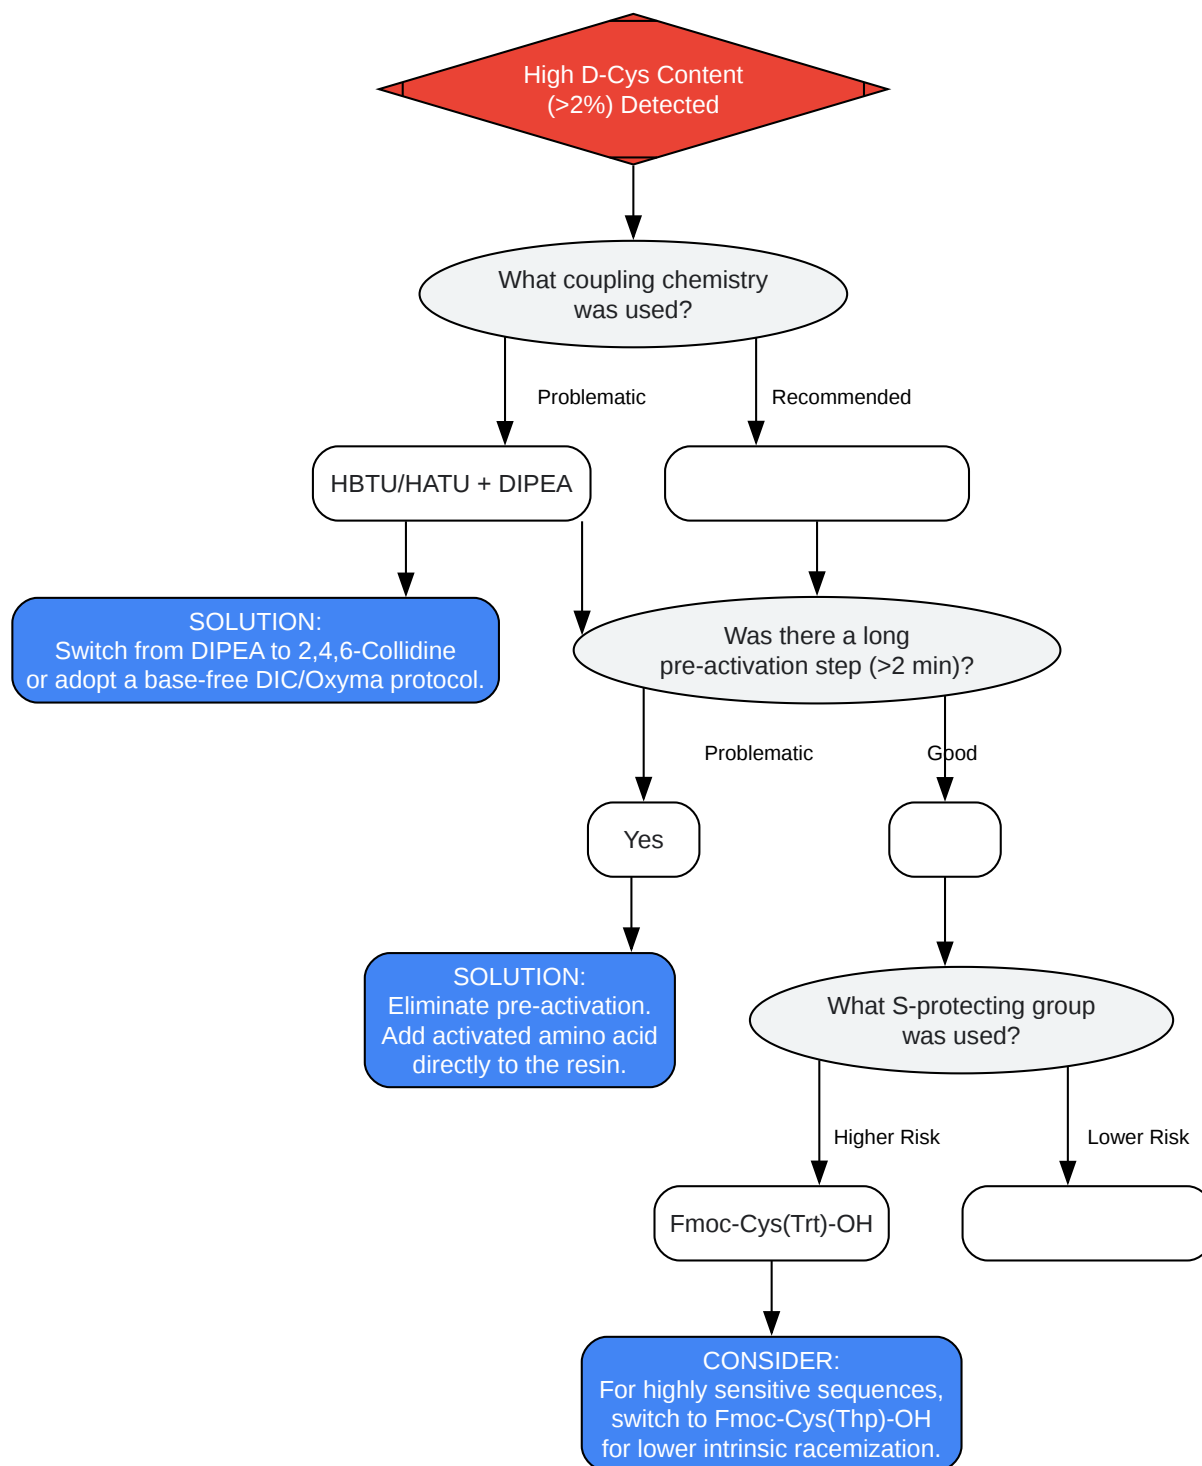 High D-Cys Content
(>2%) Detected
What coupling chemistry
was used?
Problematic
Recommended
HBTU/HATU + DIPEA
SOLUTION:
Switch from DIPEA to 2,4,6-Collidine
or adopt a base-free DIC/Oxyma protocol.
Was there a long
pre-activation step (>2 min)?
Problematic
Good
Yes
SOLUTION:
Eliminate pre-activation.
Add activated amino acid
directly to the resin.
What S-protecting group
was used?
Higher Risk
Lower Risk
Fmoc-Cys(Trt)-OH
CONSIDER:
For highly sensitive sequences,
switch to Fmoc-Cys(Thp)-OH
for lower intrinsic racemization.